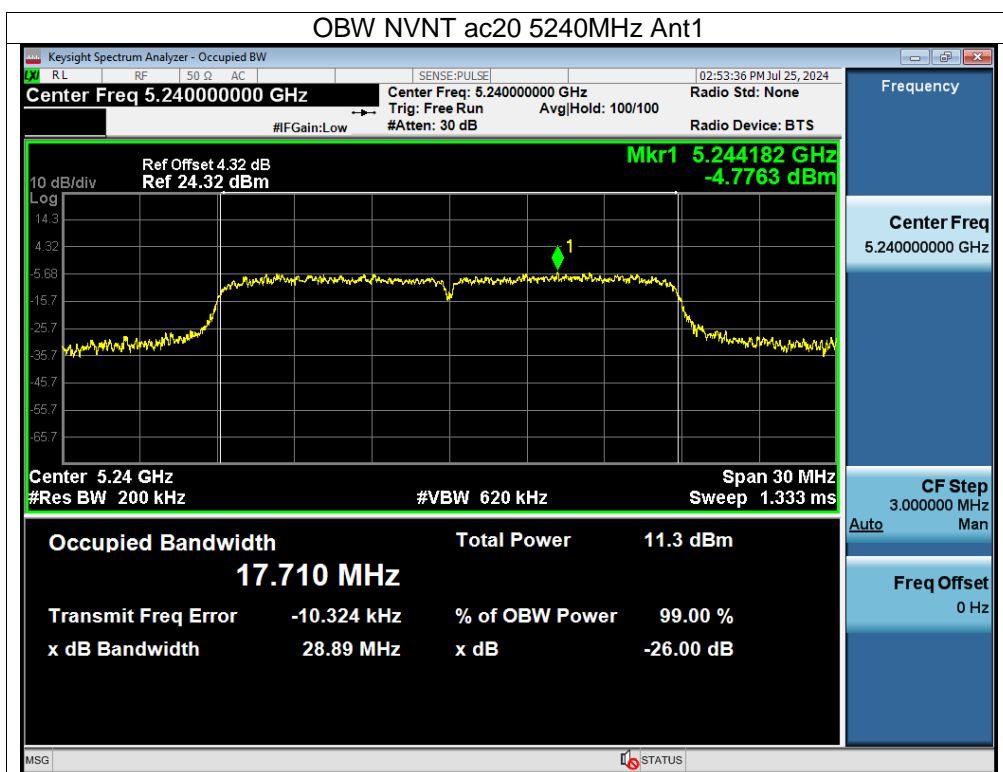 OBW NVNT ac20 5240MHz Ant1
Keysight Spectrum Analyzer - Occupied BW
LXI RL RF 50 Ω AC SENSE:PULSE 02:53:36 PM Jul 25, 2024
Center Freq 5.240000000 GHz
Center Freq: 5.240000000 GHz
Radio Std: None
Trig: Free Run Avg|Hold: 100/100
#IFGain:Low #Atten: 30 dB Radio Device: BTS
Mkr1 5.244182 GHz
-4.7763 dBm
Ref Offset 4.32 dB
10 dB/div Ref 24.32 dBm
Log
14.3
4.32
-5.68
-15.7
-25.7
-35.7
-45.7
-55.7
-65.7
1
Center 5.24 GHz Span 30 MHz
#Res BW 200 kHz #VBW 620 kHz Sweep 1.333 ms
Occupied Bandwidth Total Power 11.3 dBm
17.710 MHz
Transmit Freq Error -10.324 kHz % of OBW Power 99.00 %
x dB Bandwidth 28.89 MHz x dB -26.00 dB
Frequency
Center Freq
5.240000000 GHz
CF Step
3.000000 MHz
Auto Man
Freq Offset
0 Hz
MSG STATUS